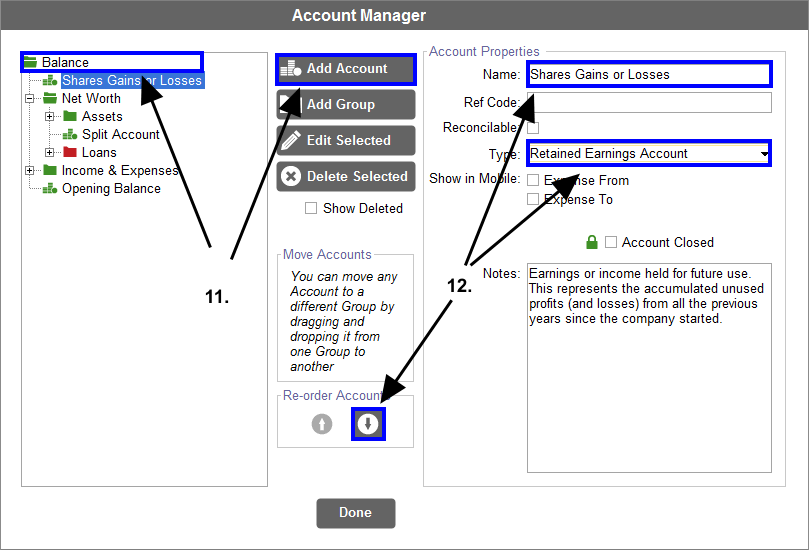 Account Manager
Balance
Shares Gains or Losses
Net Worth
Assets
Split Account
Loans
Income & Expenses
Opening Balance
11.
Add Account
Add Group
Edit Selected
Delete Selected
Show Deleted
Move Accounts
You can move any
Account to a
different Group by
dragging and
dropping it from
one Group to
another
Re-order Accounts
Account Properties
Name: Shares Gains or Losses
Ref Code:
Reconcilable:
Type: Retained Earnings Account
Show in Mobile: Expense From
Expense To
Account Closed
12.
Notes: Earnings or income held for future use.
This represents the accumulated unused
profits (and losses) from all the previous
years since the company started.
Done